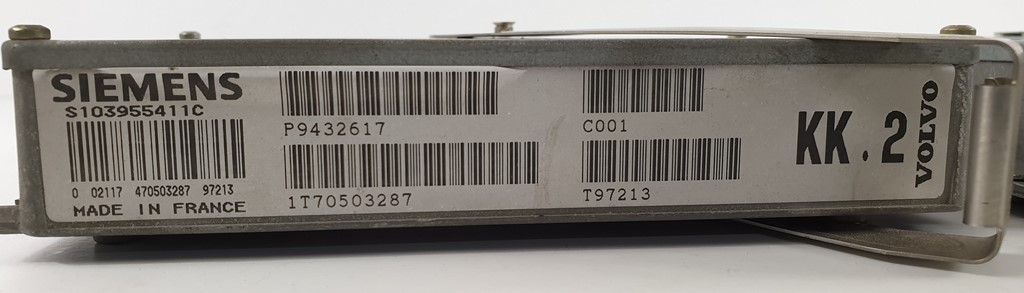 SIEMENS
S103955411C
0 02117 470503287 97213
MADE IN FRANCE
P9432617
1T70503287
C001
T97213
KK.2
VOLVO